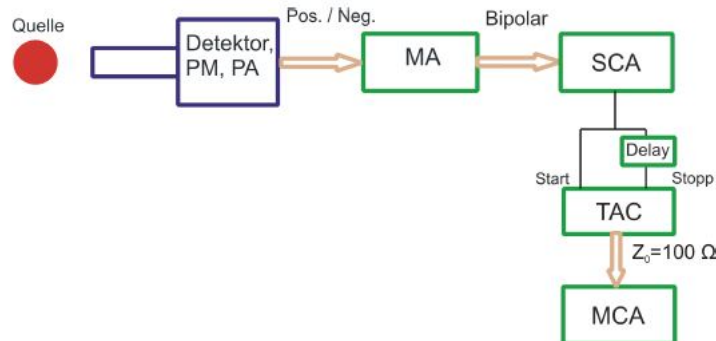 Quelle
Detektor,
PM, PA
Pos. / Neg.
MA
Bipolar
SCA
Delay
Start
Stopp
TAC
Z₀=100 Ω
MCA